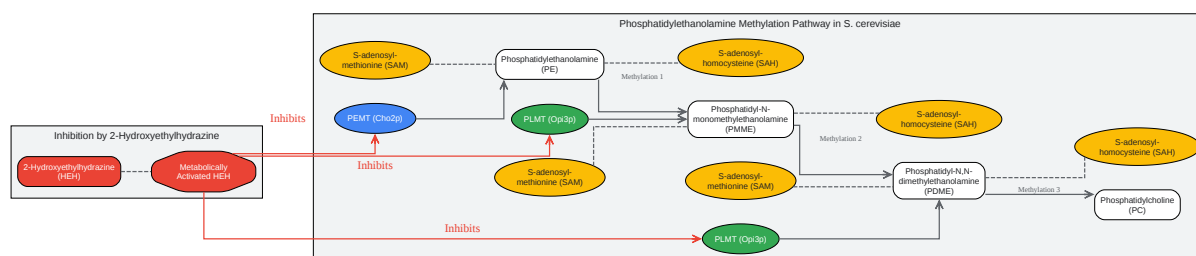 Phosphatidylethanolamine Methylation Pathway in S. cerevisiae
S-adenosyl-
methionine (SAM)
Phosphatidylethanolamine
(PE)
S-adenosyl-
homocysteine (SAH)
Methylation 1
Inhibits
PEMT (Cho2p)
PLMT (Opi3p)
Phosphatidyl-N-
monomethylethanolamine
(PMME)
S-adenosyl-
homocysteine (SAH)
Methylation 2
Inhibition by 2-Hydroxyethylhydrazine
2-Hydroxyethylhydrazine
(HEH)
Metabolically
Activated HEH
Inhibits
S-adenosyl-
methionine (SAM)
S-adenosyl-
methionine (SAM)
Phosphatidyl-N,N-
dimethylethanolamine
(PDME)
S-adenosyl-
homocysteine (SAH)
Methylation 3
Phosphatidylcholine
(PC)
Inhibits
PLMT (Opi3p)